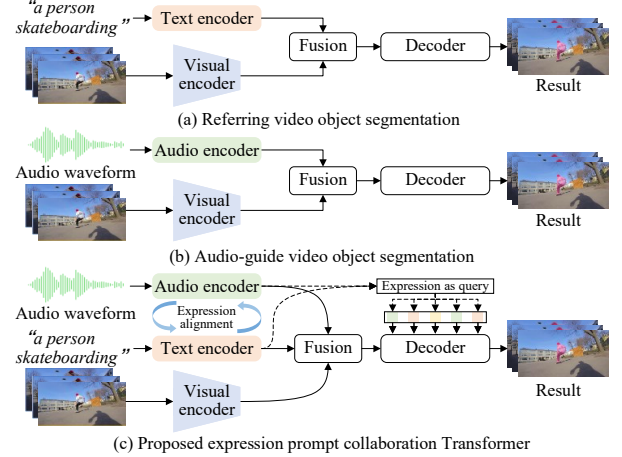 “a person
skateboarding”
Text encoder
Visual
encoder
Fusion
Decoder
Result
(a) Referring video object segmentation
Audio waveform
Audio encoder
Visual
encoder
Fusion
Decoder
Result
(b) Audio-guide video object segmentation
Audio waveform
Audio encoder
Expression
alignment
“a person
skateboarding”
Text encoder
Visual
encoder
Fusion
Expression as query
Decoder
Result
(c) Proposed expression prompt collaboration Transformer